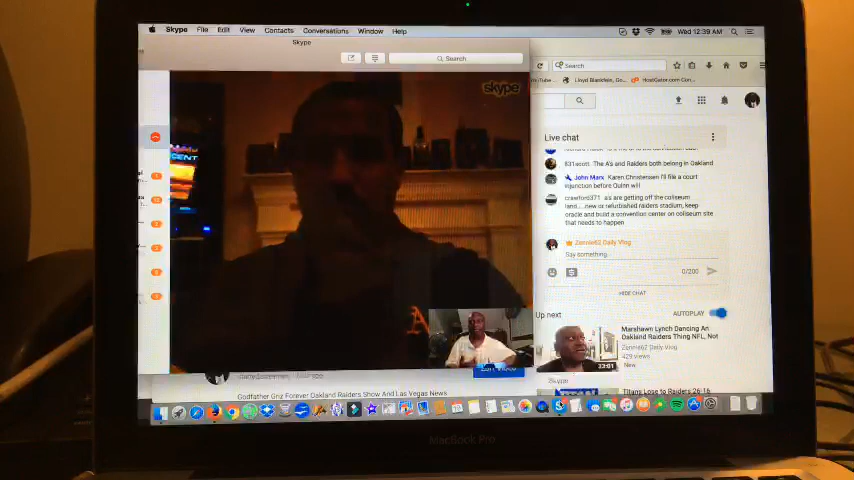 Skype File Edit View Contacts Conversations Window Help
Wed 12:39 AM
Skype
Search
Search
skype
Lloyd Blankfein, Go...
HostGator.com Con...
Live chat
The A's and Raiders both belong in Oakland
John Marx Karen Christensen I'll file a court
injunction before Quinn will
crawford371 a's are getting off the coliseum
land....new or refurbished raiders stadium, keep
oracle and build a convention center on coliseum site
that needs to happen
Zennie62 Daily Vlog
Say something...
0/200
HIDE CHAT
Up next
AUTOPLAY
Marshawn Lynch Dancing An
Oakland Raiders Thing NFL, Not
Zennie62 Daily Vlog
429 views
New
23:01
Skype
Titans Lose to Raiders 26-16
EDIT VIDEO
Godfather Griz Forever Oakland Raiders Show And Las Vegas News
A
MacBook Pro